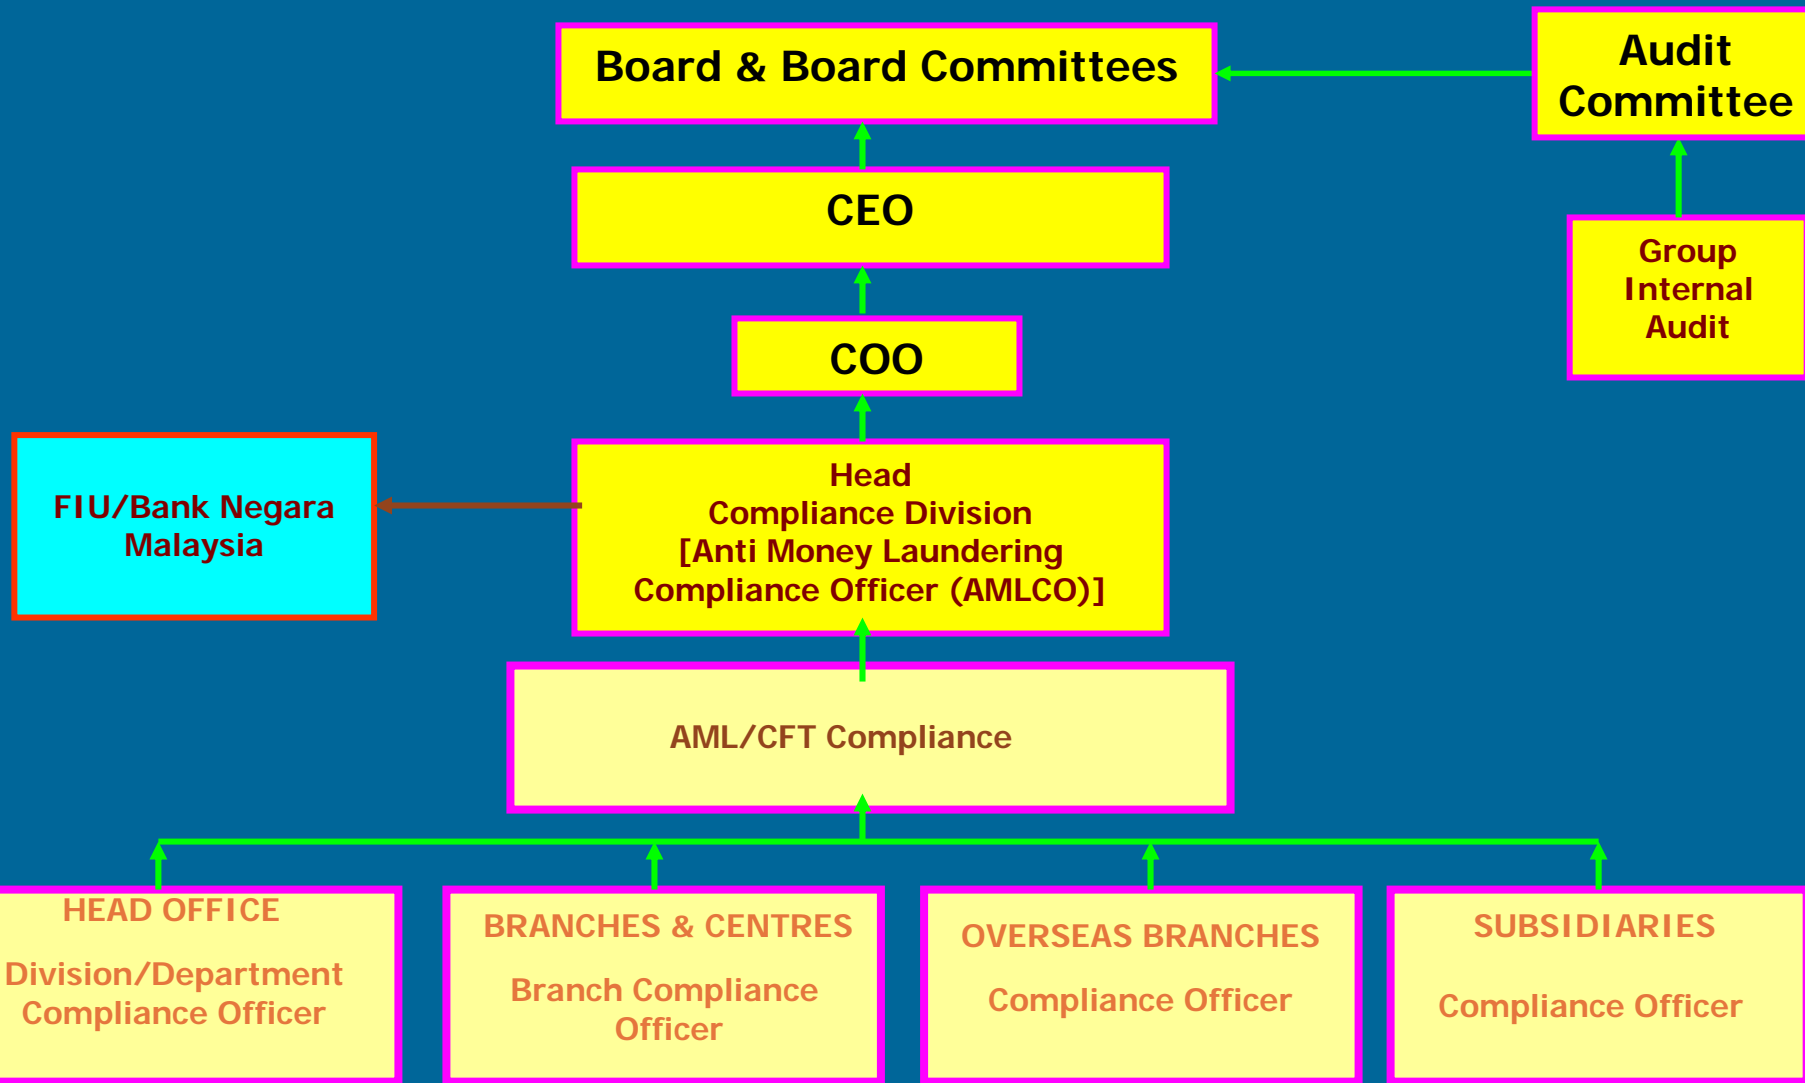 Board & Board Committees
Audit
Committee
CEO
Group
Internal
Audit
COO
FIU/Bank Negara
Malaysia
Head
Compliance Division
[Anti Money Laundering
Compliance Officer (AMLCO)]
AML/CFT Compliance
HEAD OFFICE
Division/Department
Compliance Officer
BRANCHES & CENTRES
Branch Compliance
Officer
OVERSEAS BRANCHES
Compliance Officer
SUBSIDIARIES
Compliance Officer